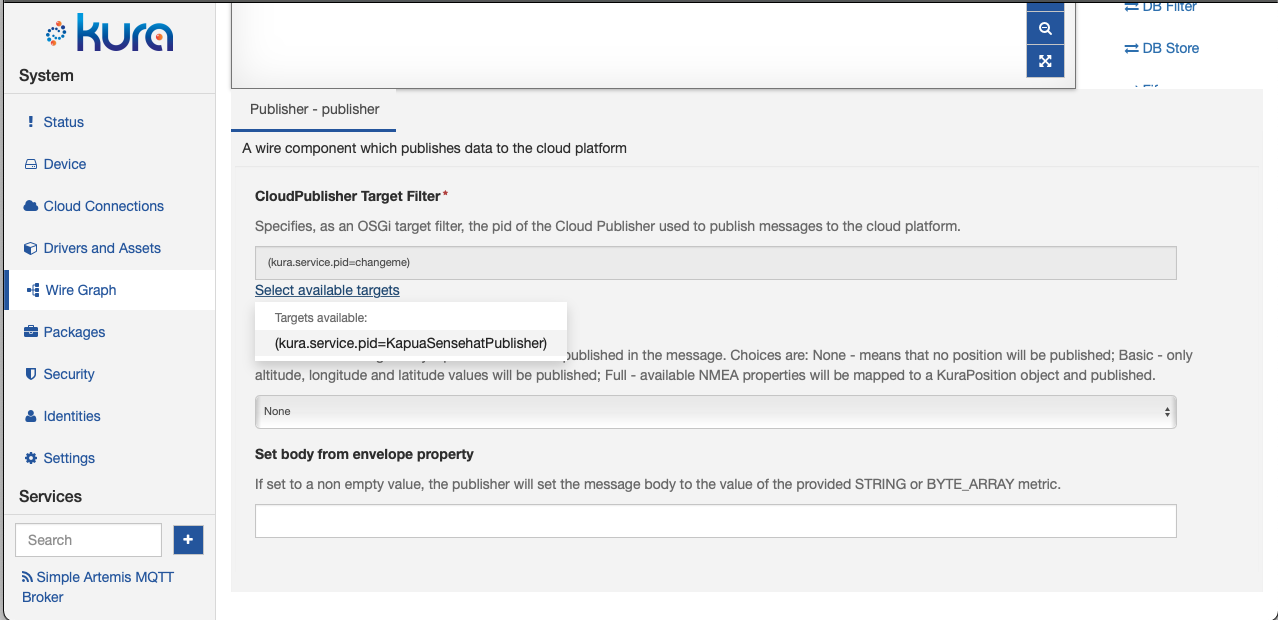 kura
System
Status
Device
Cloud Connections
Drivers and Assets
Wire Graph
Packages
Security
Identities
Settings
Services
Search
+
Simple Artemis MQTT
Broker
DB Filter
DB Store
Publisher - publisher
A wire component which publishes data to the cloud platform
CloudPublisher Target Filter*
Specifies, as an OSGi target filter, the pid of the Cloud Publisher used to publish messages to the cloud platform.
(kura.service.pid=changeme)
Select available targets
Targets available:
(kura.service.pid=KapuaSensehatPublisher)
published in the message. Choices are: None - means that no position will be published; Basic - only
altitude, longitude and latitude values will be published; Full - available NMEA properties will be mapped to a KuraPosition object and published.
None
Set body from envelope property
If set to a non empty value, the publisher will set the message body to the value of the provided STRING or BYTE_ARRAY metric.